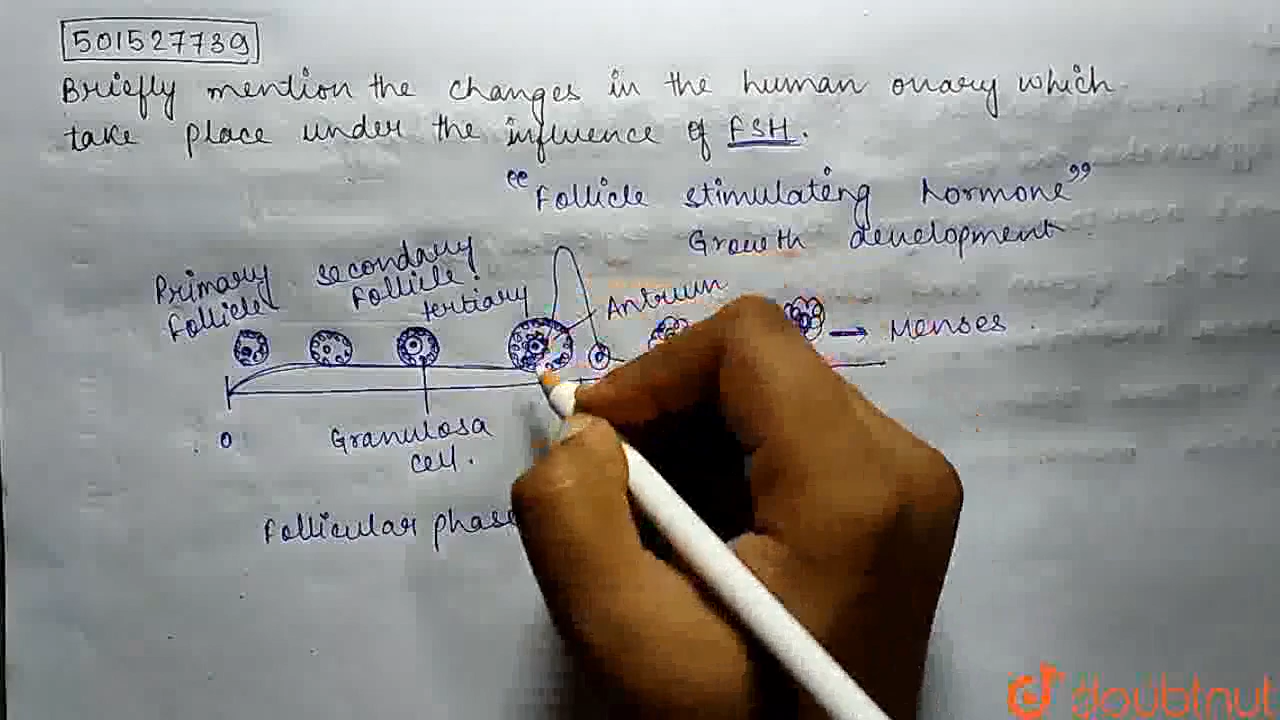 501527739
Briefly mention the changes in the human ovary which
take place under the influence of FSH.
"Follicle stimulating hormone"
Growth development
Primary
follicle
secondary
follicle.
tertiary
Antrum
Menses
0
Granulosa
cell.
Follicular phase
doubtnut